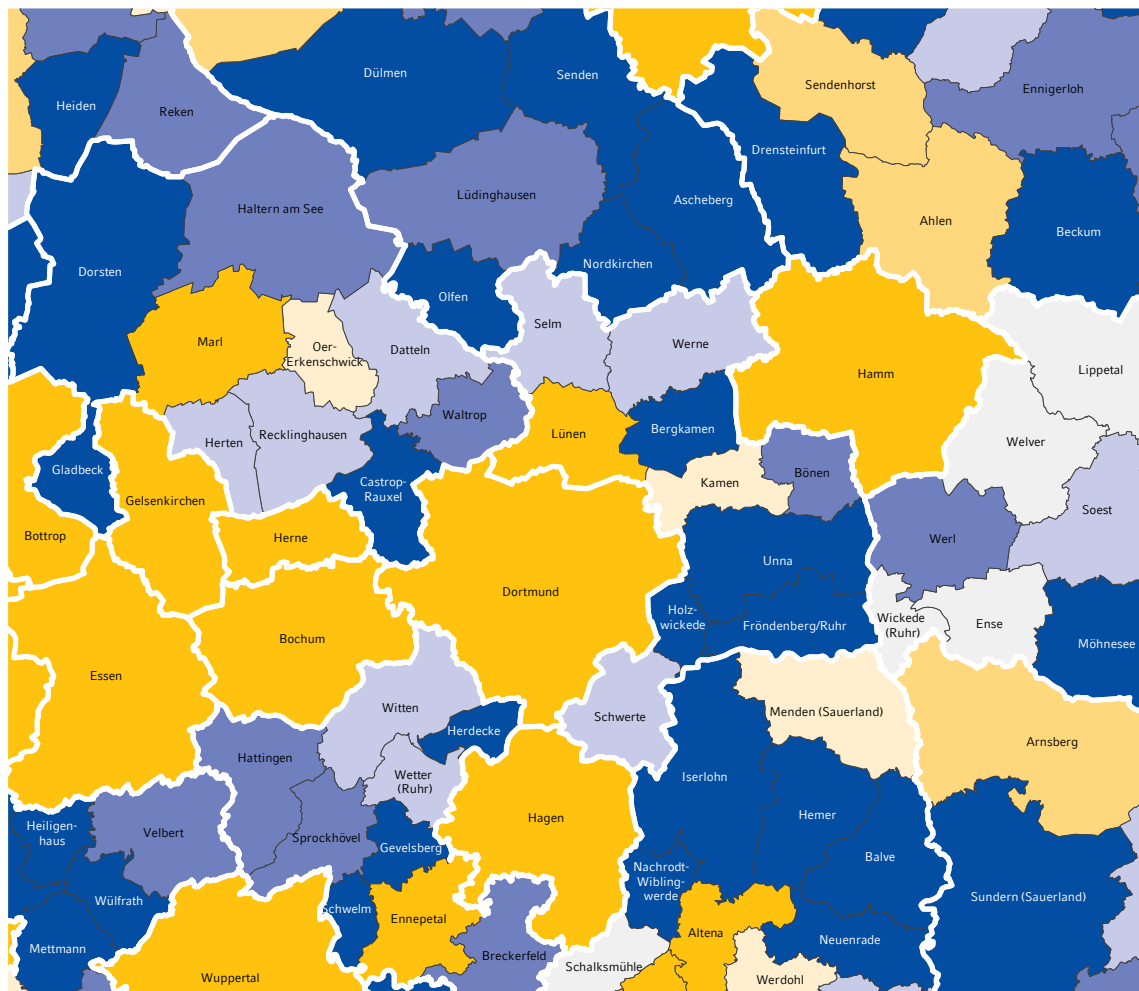 Dülmen
Senden
Sendenhorst
Ennigerloh
Heiden
Reken
Drensteinfurt
Lüdinghausen
Ascheberg
Haltern am See
Ahlen
Beckum
Dorsten
Nordkirchen
Olfen
Selm
Marl
Oer-
Erkenschwick
Datteln
Werne
Hamm
Lippetal
Waltrop
Herten
Recklinghausen
Lünen
Bergkamen
Welver
Gladbeck
Bönen
Kamen
Castrop-
Rauxel
Gelsenkirchen
Soest
Bottrop
Herne
Werl
Unna
Dortmund
Holz-
wickede
Fröndenberg/Ruhr
Wickede
(Ruhr)
Ense
Bochum
Möhnesee
Essen
Witten
Schwerte
Menden (Sauerland)
Herdecke
Arnsberg
Hattingen
Wetter
(Ruhr)
Iserlohn
Hagen
Hemer
Heiligen-
haus
Velbert
Sprockhövel
Gevelsberg
Balve
Nachrodt-
Wibling-
werde
Sundern (Sauerland)
Wülfrath
Schwelm
Ennepetal
Altena
Neuenrade
Mettmann
Breckerfeld
Schalksmühle
Wuppertal
Werdohl